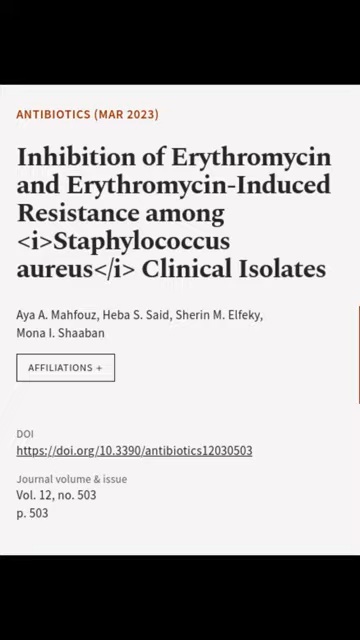 ANTIBIOTICS (MAR 2023)
Inhibition of Erythromycin
and Erythromycin-Induced
Resistance among
<i>Staphylococcus
aureus</i> Clinical Isolates
Aya A. Mahfouz, Heba S. Said, Sherin M. Elfeky,
Mona I. Shaaban
AFFILIATIONS +
DOI
https://doi.org/10.3390/antibiotics12030503
Journal volume & issue
Vol. 12, no. 503
p. 503